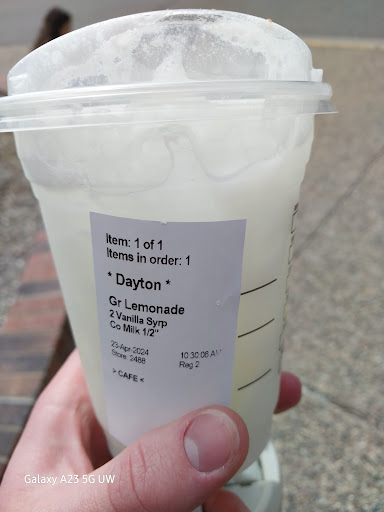 Item: 1 of 1
Items in order: 1
* Dayton *
Gr Lemonade
2 Vanilla Syrp
Co Milk 1/2"
23-Apr-2024 10:30:06 AM
Store: 2488 Reg 2
> CAFE <
Galaxy A23 5G UW